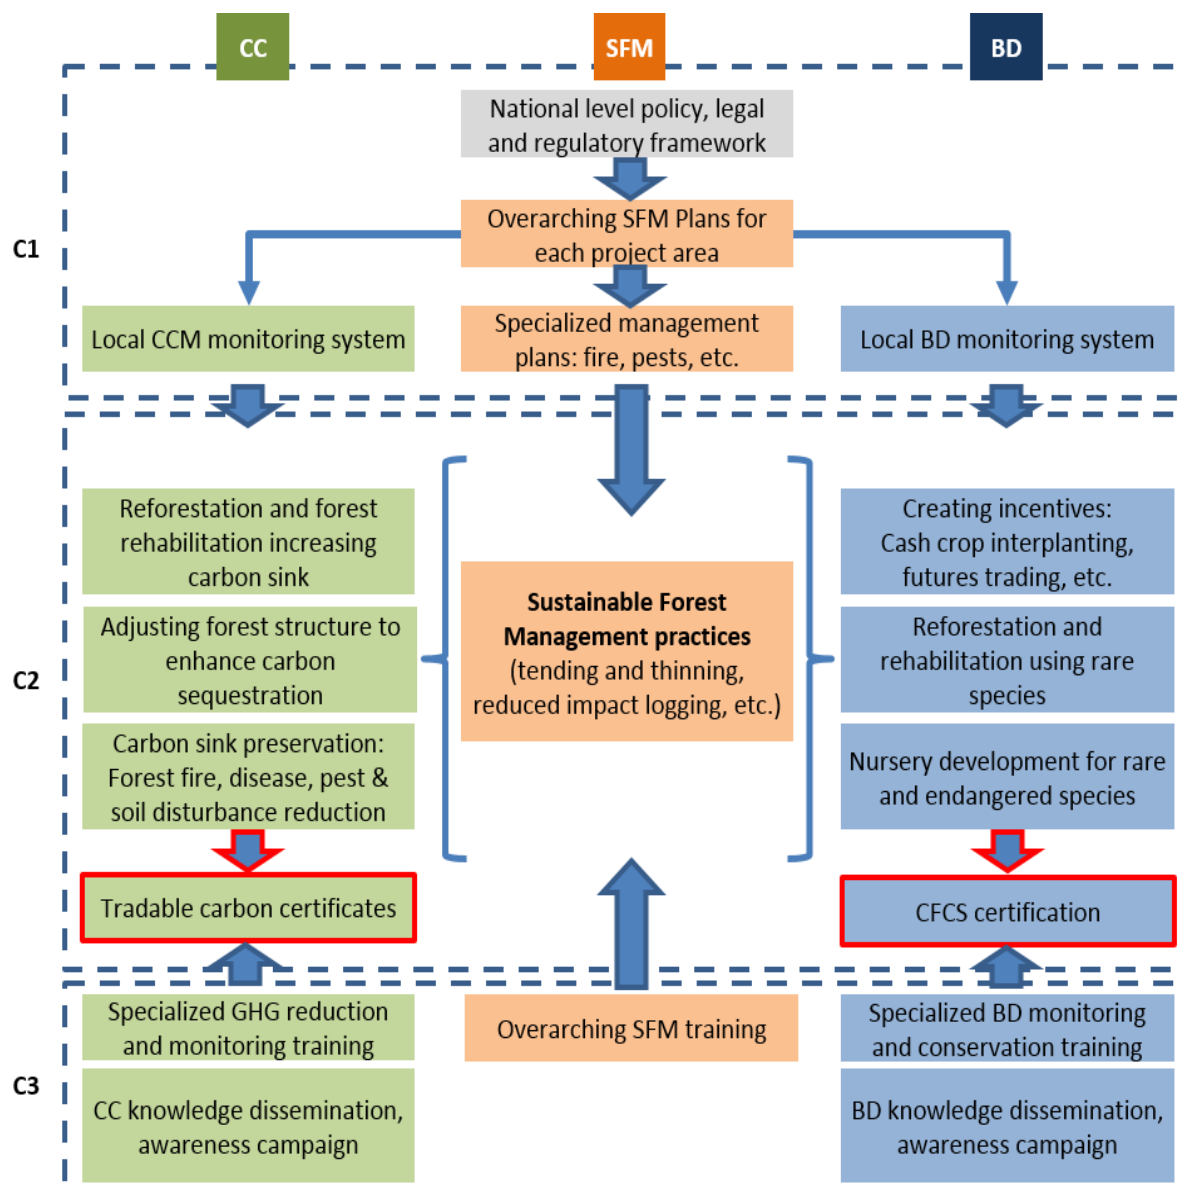 CC
SFM
BD
C1
National level policy, legal
and regulatory framework
Overarching SFM Plans for
each project area
Local CCM monitoring system
Specialized management
plans: fire, pests, etc.
Local BD monitoring system
C2
Reforestation and forest
rehabilitation increasing
carbon sink
Adjusting forest structure to
enhance carbon
sequestration
Carbon sink preservation:
Forest fire, disease, pest &
soil disturbance reduction
Tradable carbon certificates
Sustainable Forest
Management practices
(tending and thinning,
reduced impact logging, etc.)
Creating incentives:
Cash crop interplanting,
futures trading, etc.
Reforestation and
rehabilitation using rare
species
Nursery development for rare
and endangered species
CFCS certification
C3
Specialized GHG reduction
and monitoring training
CC knowledge dissemination,
awareness campaign
Overarching SFM training
Specialized BD monitoring
and conservation training
BD knowledge dissemination,
awareness campaign